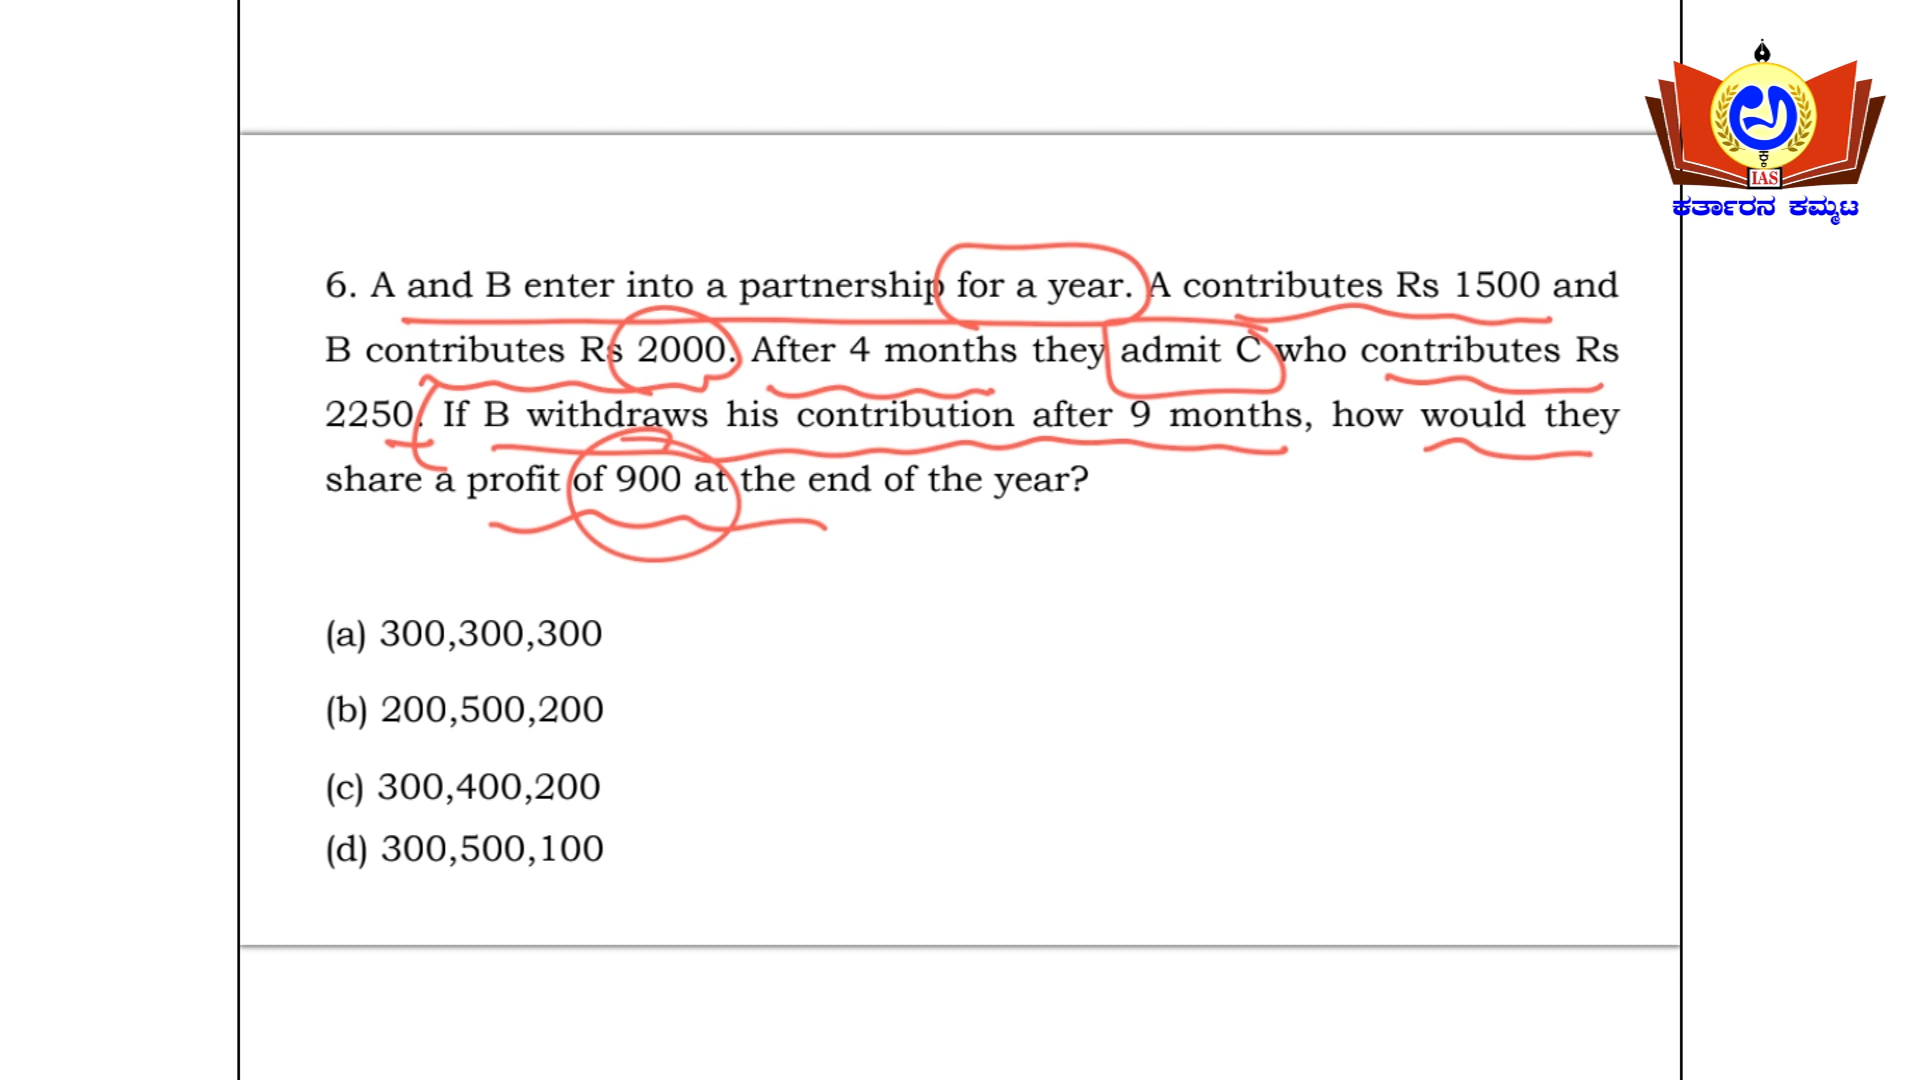 IAS
ಕರ್ತಾರನ ಕಮ್ಮಟ
6. A and B enter into a partnership for a year. A contributes Rs 1500 and
B contributes Rs 2000. After 4 months they admit C who contributes Rs
2250. If B withdraws his contribution after 9 months, how would they
share a profit of 900 at the end of the year?
(a) 300,300,300
(b) 200,500,200
(c) 300,400,200
(d) 300,500,100